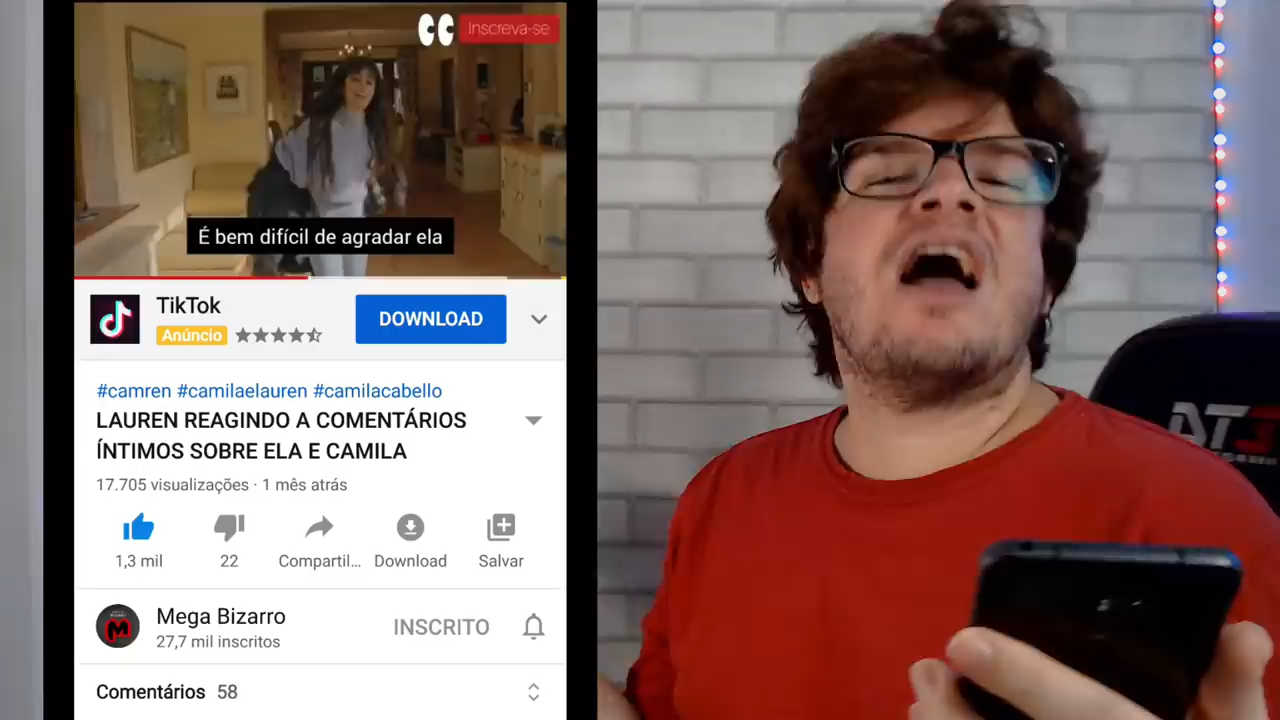 Inscreva-se
É bem difícil de agradar ela
TikTok
Anúncio
DOWNLOAD
#camren #camilaelauren #camilacabello
LAUREN REAGINDO A COMENTÁRIOS
ÍNTIMOS SOBRE ELA E CAMILA
17.705 visualizações · 1 mês atrás
1,3 mil
22
Compartil...
Download
Salvar
Mega Bizarro
27,7 mil inscritos
INSCRITO
Comentários 58
DT3